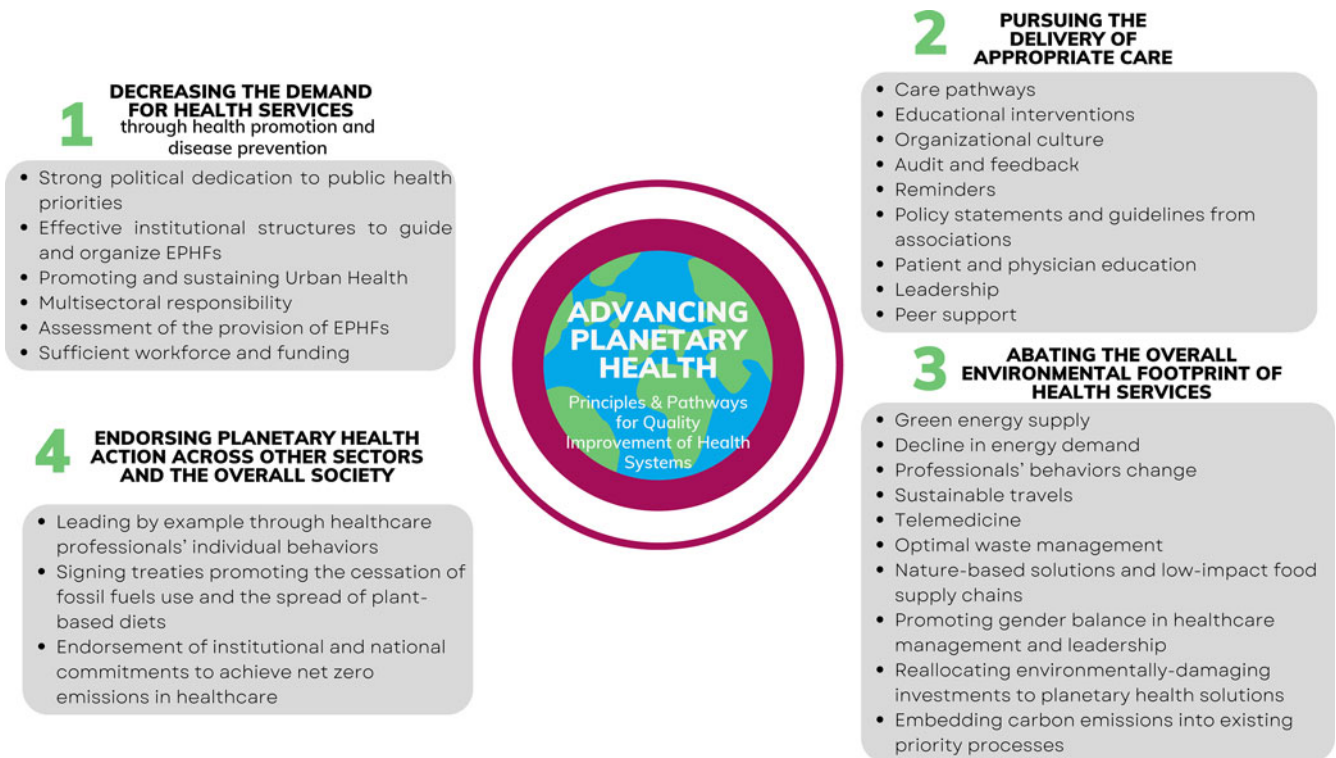 1
DECREASING THE DEMAND
FOR HEALTH SERVICES
through health promotion and
disease prevention
• Strong political dedication to public health
priorities
• Effective institutional structures to guide
and organize EPHFs
• Promoting and sustaining Urban Health
• Multisectoral responsibility
• Assessment of the provision of EPHFs
• Sufficient workforce and funding
2
PURSUING THE
DELIVERY OF
APPROPRIATE CARE
• Care pathways
• Educational interventions
• Organizational culture
• Audit and feedback
• Reminders
• Policy statements and guidelines from
associations
• Patient and physician education
• Leadership
• Peer support
ADVANCING
PLANETARY
HEALTH
Principles & Pathways
for Quality
Improvement of Health
Systems
3
ABATING THE OVERALL
ENVIRONMENTAL FOOTPRINT OF
HEALTH SERVICES
• Green energy supply
• Decline in energy demand
• Professionals' behaviors change
• Sustainable travels
• Telemedicine
• Optimal waste management
• Nature-based solutions and low-impact food
supply chains
• Promoting gender balance in healthcare
management and leadership
• Reallocating environmentally-damaging
investments to planetary health solutions
• Embedding carbon emissions into existing
priority processes
4
ENDORSING PLANETARY HEALTH
ACTION ACROSS OTHER SECTORS
AND THE OVERALL SOCIETY
• Leading by example through healthcare
professionals' individual behaviors
• Signing treaties promoting the cessation of
fossil fuels use and the spread of plant-
based diets
• Endorsement of institutional and national
commitments to achieve net zero
emissions in healthcare